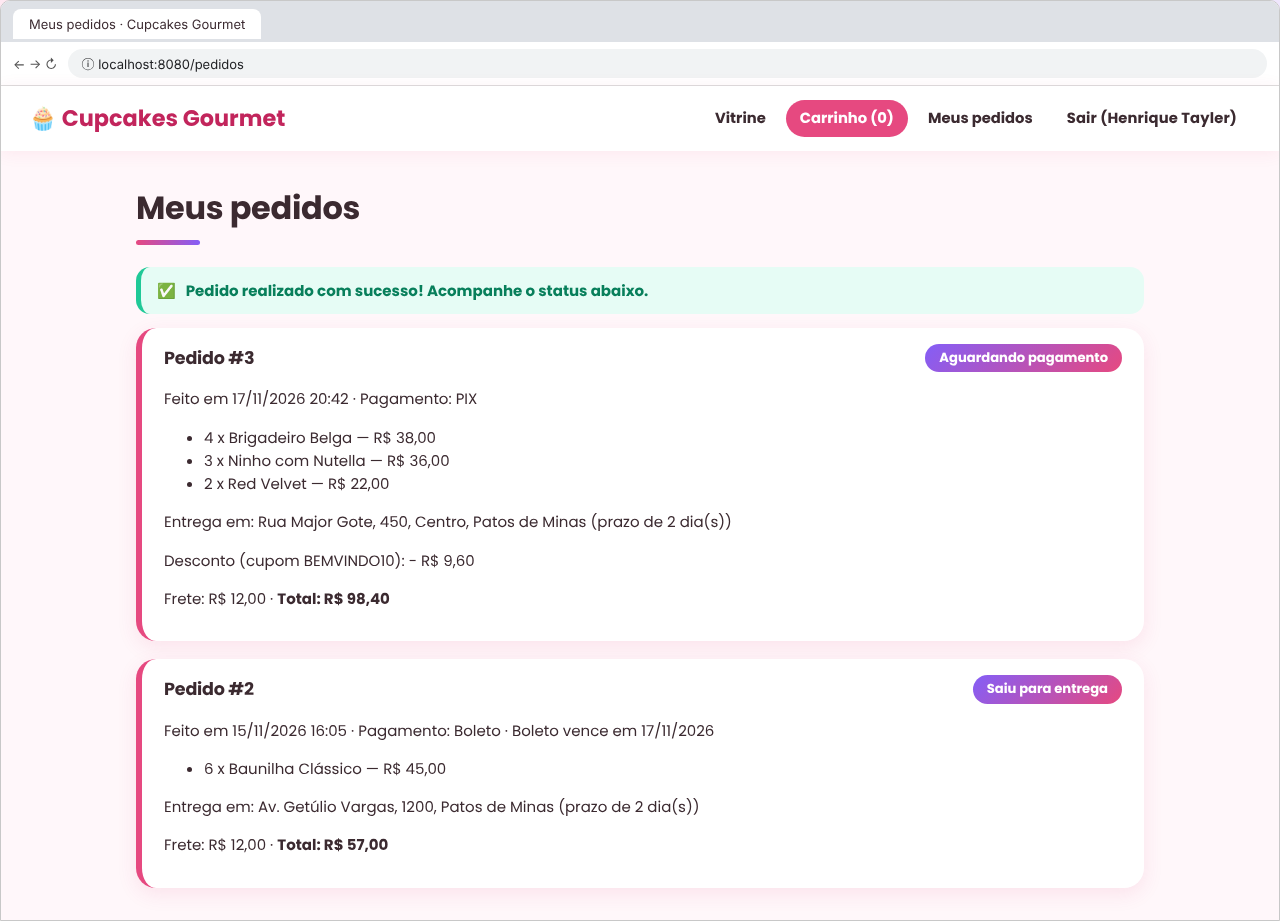 Meus pedidos · Cupcakes Gourmet
localhost:8080/pedidos
Cupcakes Gourmet
Vitrine
Carrinho (0)
Meus pedidos
Sair (Henrique Tayler)
Meus pedidos
Pedido realizado com sucesso! Acompanhe o status abaixo.
Pedido #3
Aguardando pagamento
Feito em 17/11/2026 20:42 · Pagamento: PIX
• 4 x Brigadeiro Belga — R$ 38,00
• 3 x Ninho com Nutella — R$ 36,00
• 2 x Red Velvet — R$ 22,00
Entrega em: Rua Major Gote, 450, Centro, Patos de Minas (prazo de 2 dia(s))
Desconto (cupom BEMVINDO10): - R$ 9,60
Frete: R$ 12,00 · Total: R$ 98,40
Pedido #2
Saiu para entrega
Feito em 15/11/2026 16:05 · Pagamento: Boleto · Boleto vence em 17/11/2026
• 6 x Baunilha Clássico — R$ 45,00
Entrega em: Av. Getúlio Vargas, 1200, Patos de Minas (prazo de 2 dia(s))
Frete: R$ 12,00 · Total: R$ 57,00